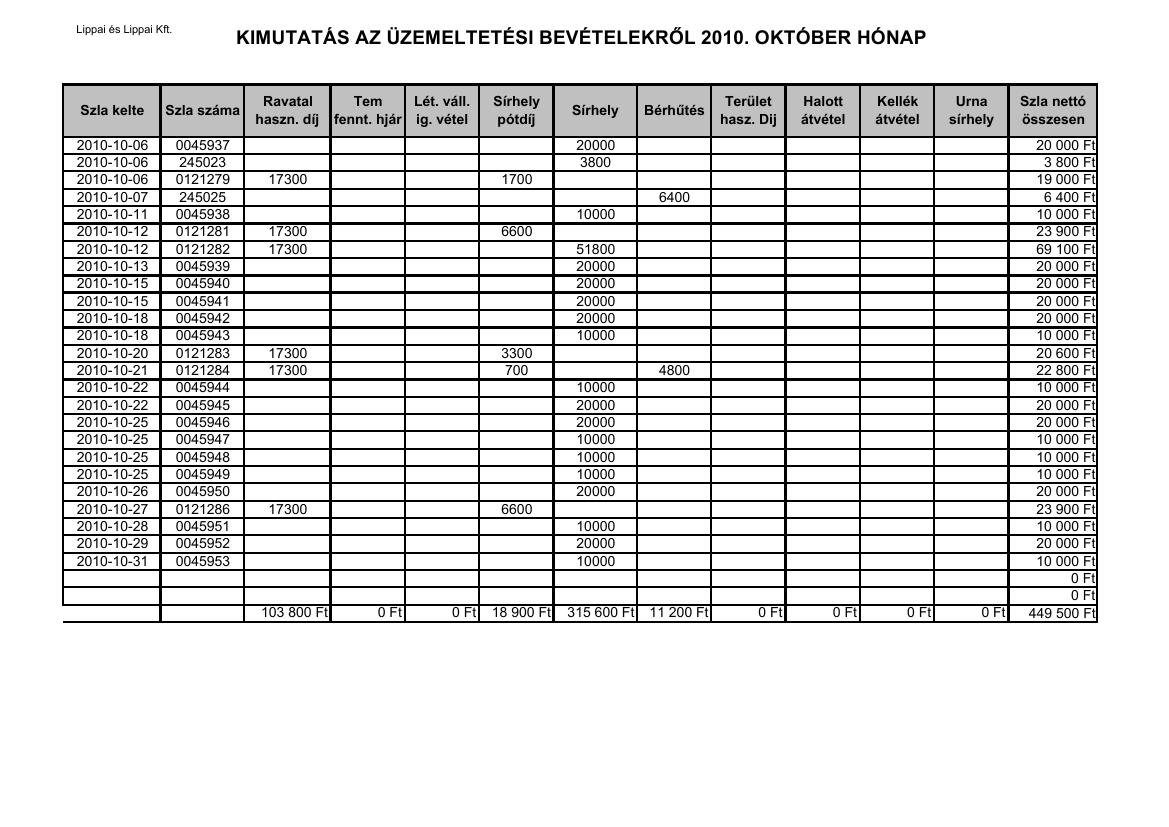 Lippai és Lippai Kft.
KIMUTATÁS AZ ÜZEMELTETÉSI BEVÉTELEKRŐL 2010. OKTÓBER HÓNAP
Szla kelte Szla száma Ravatal haszn. díj Tem fennt. hjár Lét. váll. ig. vétel Sírhely pótdíj Sírhely Bérhűtés Terület hasz. Dij Halott átvétel Kellék átvétel Urna sírhely Szla nettó összesen
2010-10-06 0045937 20000 20 000 Ft
2010-10-06 245023 3800 3 800 Ft
2010-10-06 0121279 17300 1700 19 000 Ft
2010-10-07 245025 6400 6 400 Ft
2010-10-11 0045938 10000 10 000 Ft
2010-10-12 0121281 17300 6600 23 900 Ft
2010-10-12 0121282 17300 51800 69 100 Ft
2010-10-13 0045939 20000 20 000 Ft
2010-10-15 0045940 20000 20 000 Ft
2010-10-15 0045941 20000 20 000 Ft
2010-10-18 0045942 20000 20 000 Ft
2010-10-18 0045943 10000 10 000 Ft
2010-10-20 0121283 17300 3300 20 600 Ft
2010-10-21 0121284 17300 700 4800 22 800 Ft
2010-10-22 0045944 10000 10 000 Ft
2010-10-22 0045945 20000 20 000 Ft
2010-10-25 0045946 20000 20 000 Ft
2010-10-25 0045947 10000 10 000 Ft
2010-10-25 0045948 10000 10 000 Ft
2010-10-25 0045949 10000 10 000 Ft
2010-10-26 0045950 20000 20 000 Ft
2010-10-27 0121286 17300 6600 23 900 Ft
2010-10-28 0045951 10000 10 000 Ft
2010-10-29 0045952 20000 20 000 Ft
2010-10-31 0045953 10000 10 000 Ft
0 Ft
0 Ft
103 800 Ft 0 Ft 0 Ft 18 900 Ft 315 600 Ft 11 200 Ft 0 Ft 0 Ft 0 Ft 0 Ft 449 500 Ft